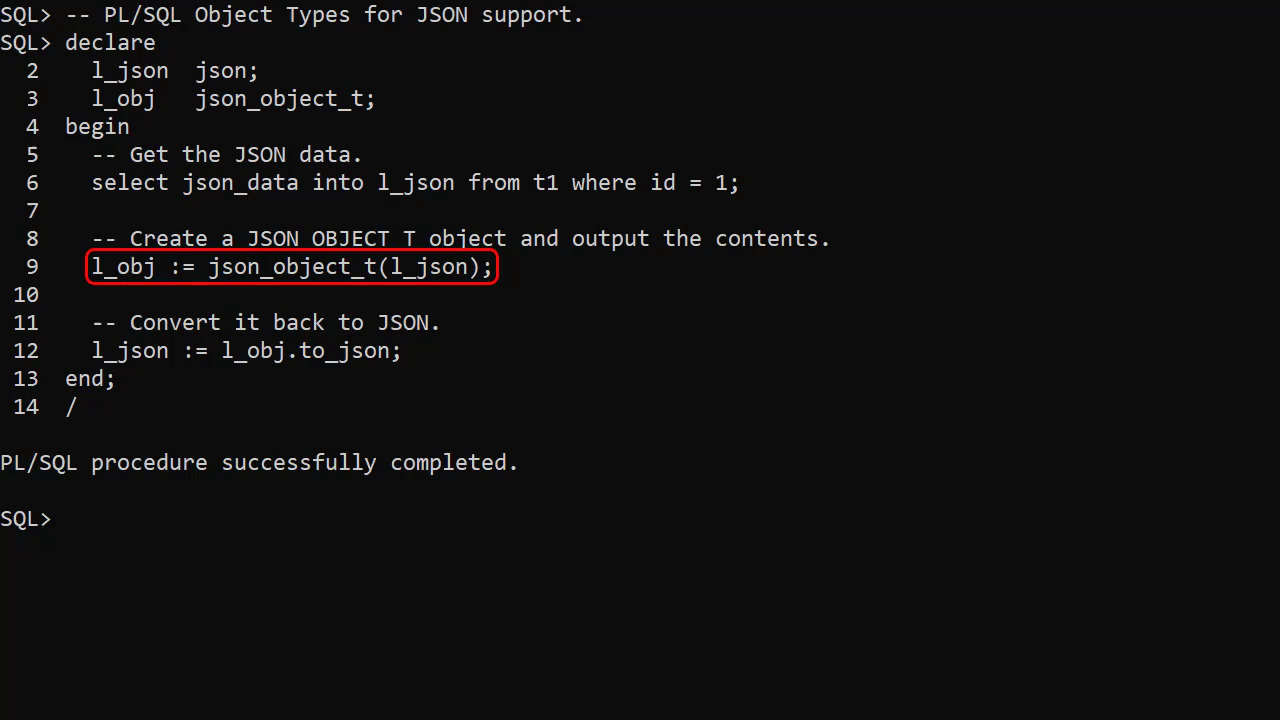 SQL> -- PL/SQL Object Types for JSON support.
SQL> declare
  2    l_json  json;
  3    l_obj   json_object_t;
  4  begin
  5    -- Get the JSON data.
  6    select json_data into l_json from t1 where id = 1;
  7
  8    -- Create a JSON_OBJECT_T object and output the contents.
  9    l_obj := json_object_t(l_json);
 10
 11    -- Convert it back to JSON.
 12    l_json := l_obj.to_json;
 13  end;
 14  /
PL/SQL procedure successfully completed.
SQL>